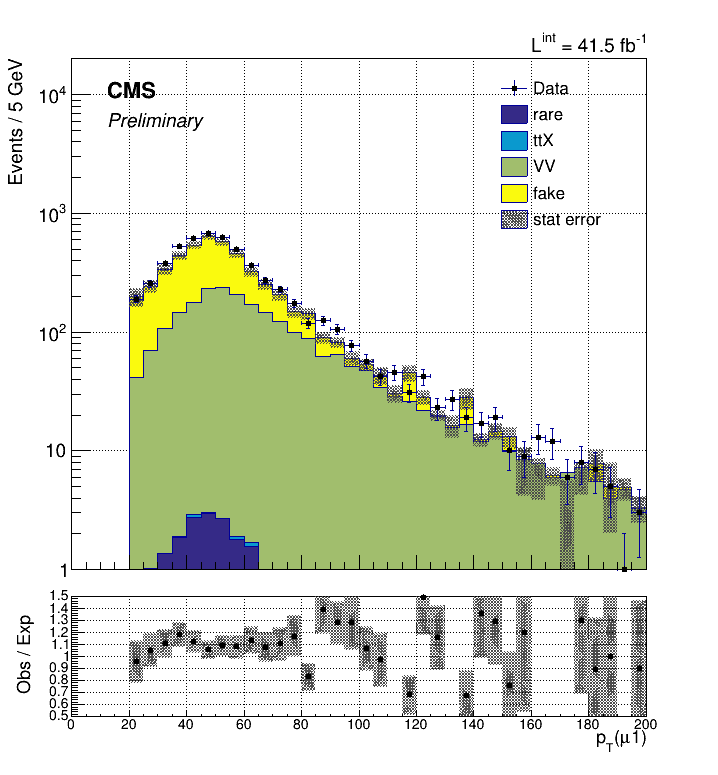 L^int = 41.5 fb^-1
Events / 5 GeV
CMS
Preliminary
Data
rare
ttX
VV
fake
stat error
10^4
10^3
10^2
10
1
Obs / Exp
1.5
1.4
1.3
1.2
1.1
1
0.9
0.8
0.7
0.6
0.5
0 20 40 60 80 100 120 140 160 180 200
p_T(μ1)